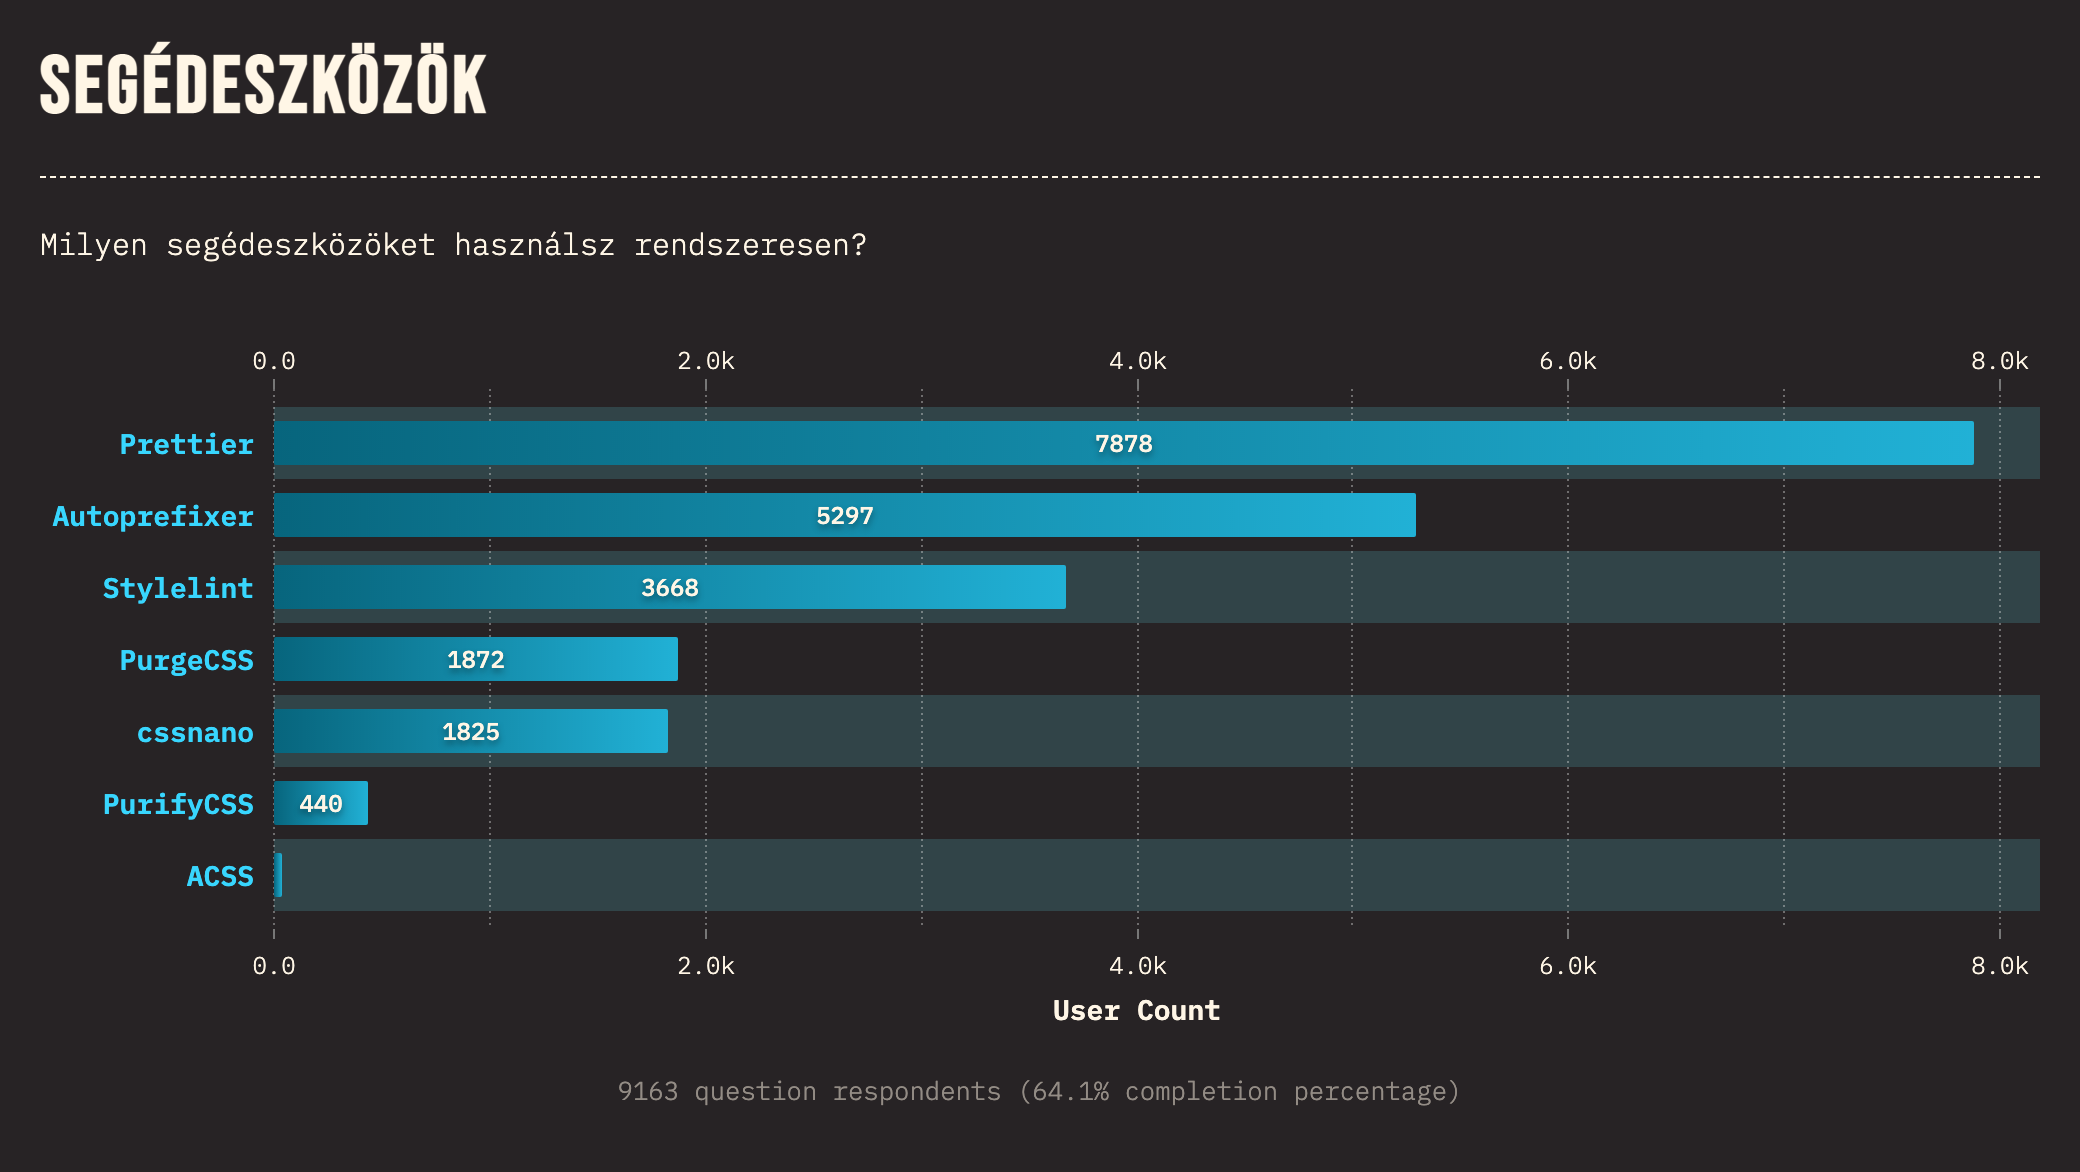 SEGÉDESZKÖZÖK
Milyen segédeszközöket használsz rendszeresen?
0.0 2.0k 4.0k 6.0k 8.0k
Prettier 7878
Autoprefixer 5297
Stylelint 3668
PurgeCSS 1872
cssnano 1825
PurifyCSS 440
ACSS
0.0 2.0k 4.0k 6.0k 8.0k
User Count
9163 question respondents (64.1% completion percentage)